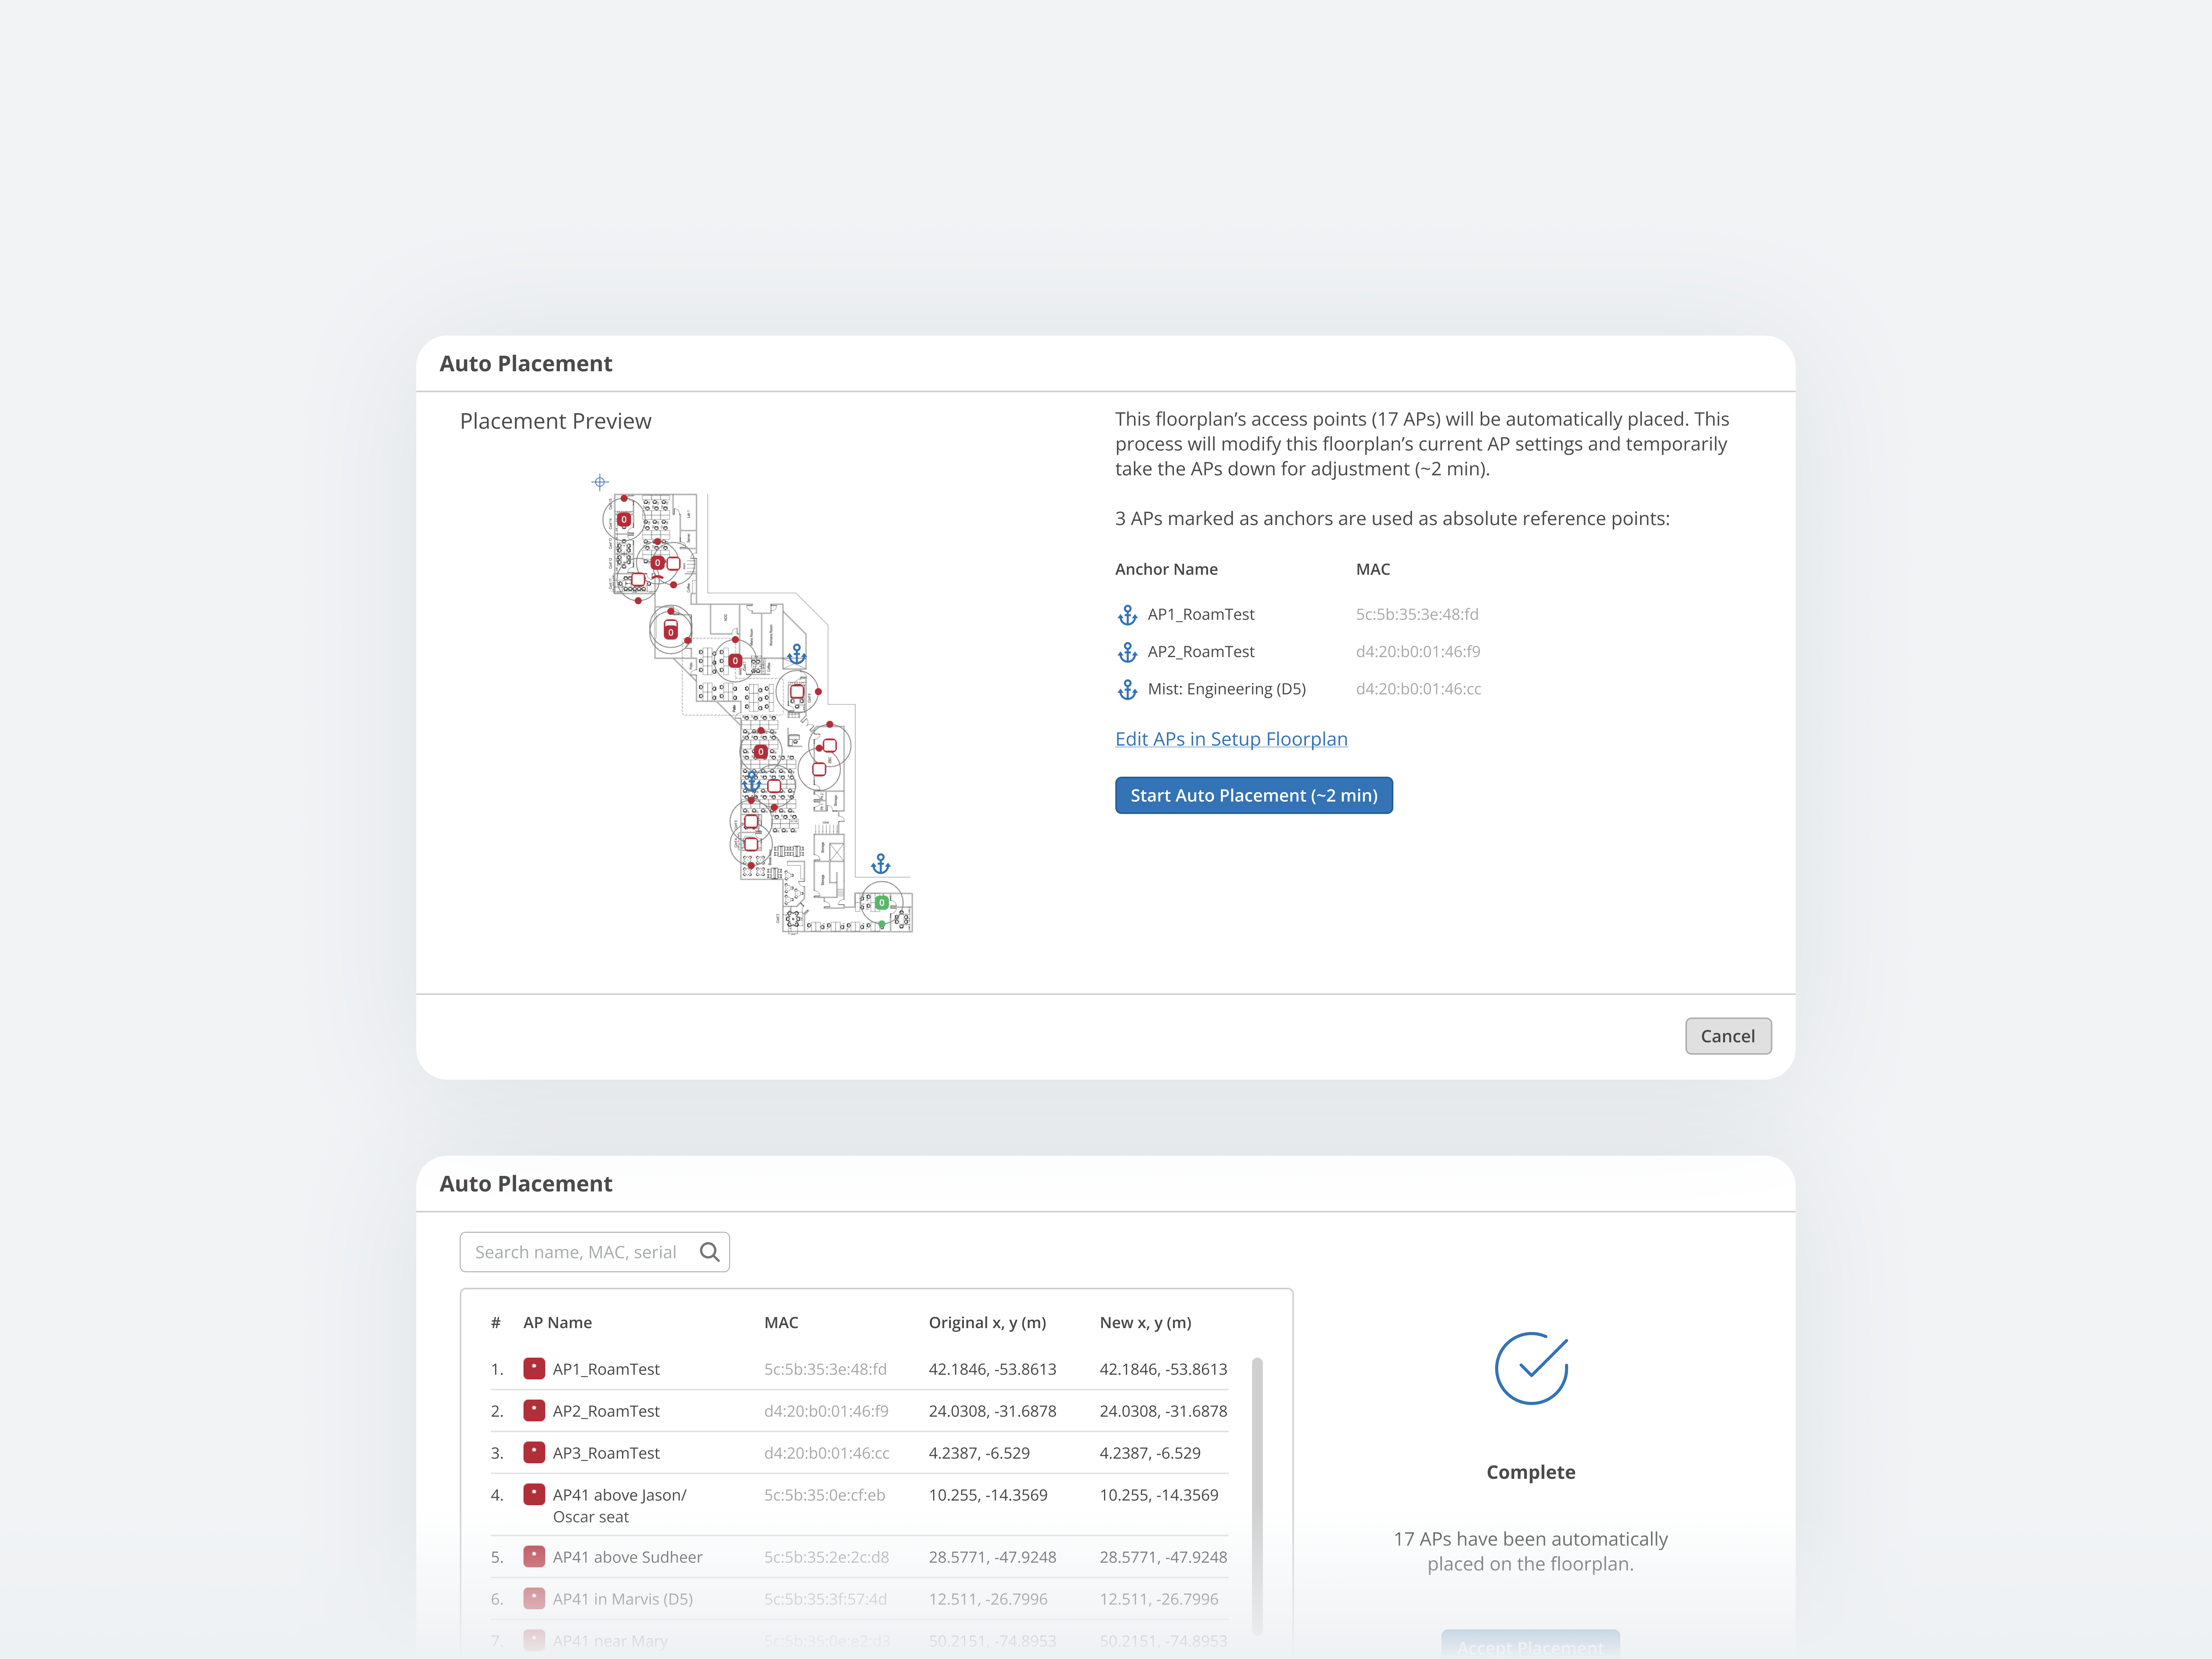 Auto Placement
Placement Preview
This floorplan’s access points (17 APs) will be automatically placed. This
process will modify this floorplan’s current AP settings and temporarily
take the APs down for adjustment (~2 min).
3 APs marked as anchors are used as absolute reference points:
Anchor Name MAC
AP1_RoamTest 5c:5b:35:3e:48:fd
AP2_RoamTest d4:20:b0:01:46:f9
Mist: Engineering (D5) d4:20:b0:01:46:cc
Edit APs in Setup Floorplan
Start Auto Placement (~2 min)
0
0
0
0
0
0
Cancel
Auto Placement
Search name, MAC, serial
# AP Name MAC Original x, y (m) New x, y (m)
1. AP1_RoamTest 5c:5b:35:3e:48:fd 42.1846, -53.8613 42.1846, -53.8613
2. AP2_RoamTest d4:20:b0:01:46:f9 24.0308, -31.6878 24.0308, -31.6878
3. AP3_RoamTest d4:20:b0:01:46:cc 4.2387, -6.529 4.2387, -6.529
4. AP41 above Jason/ 5c:5b:35:0e:cf:eb 10.255, -14.3569 10.255, -14.3569
Oscar seat
5. AP41 above Sudheer 5c:5b:35:2e:2c:d8 28.5771, -47.9248 28.5771, -47.9248
6. AP41 in Marvis (D5) 5c:5b:35:3f:57:4d 12.511, -26.7996 12.511, -26.7996
7. AP41 near Mary 5c:5b:35:0e:e2:d3 50.2151, -74.8953 50.2151, -74.8953
Complete
17 APs have been automatically
placed on the floorplan.
Accept Placement